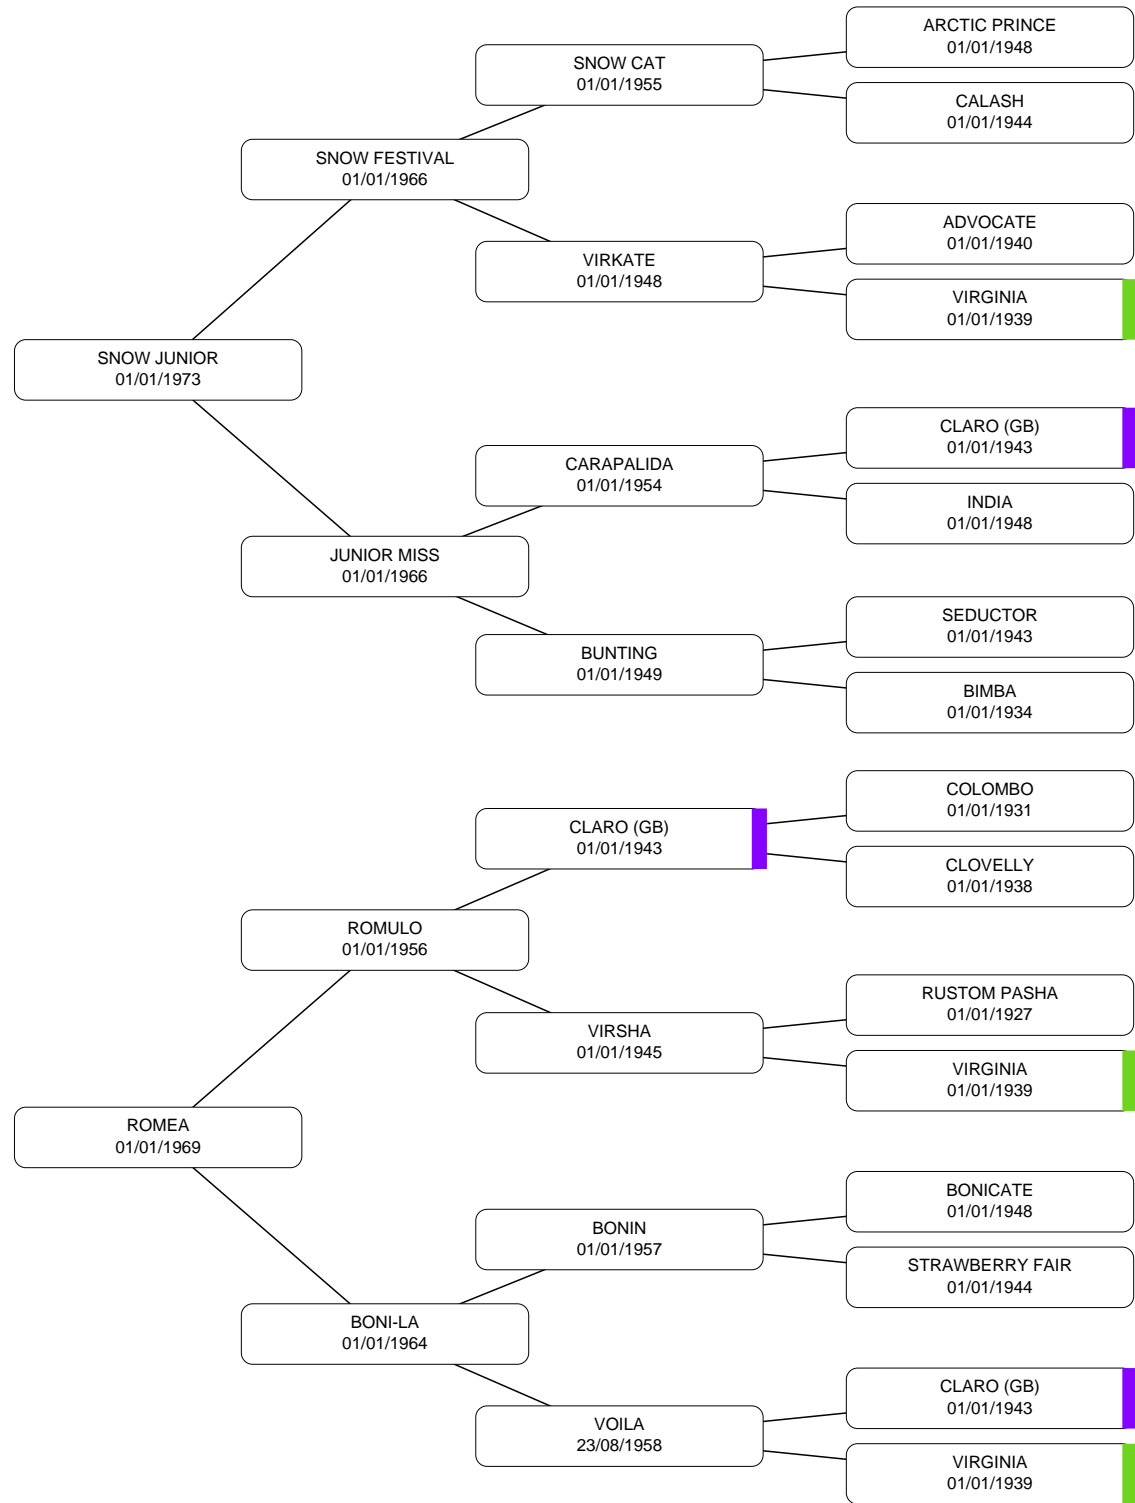 ARCTIC PRINCE
01/01/1948
SNOW CAT
01/01/1955
CALASH
01/01/1944
SNOW FESTIVAL
01/01/1966
ADVOCATE
01/01/1940
VIRKATE
01/01/1948
VIRGINIA
01/01/1939
SNOW JUNIOR
01/01/1973
CLARO (GB)
01/01/1943
CARAPALIDA
01/01/1954
INDIA
01/01/1948
JUNIOR MISS
01/01/1966
SEDUCTOR
01/01/1943
BUNTING
01/01/1949
BIMBA
01/01/1934
COLOMBO
01/01/1931
CLARO (GB)
01/01/1943
CLOVELLY
01/01/1938
ROMULO
01/01/1956
RUSTOM PASHA
01/01/1927
VIRSHA
01/01/1945
VIRGINIA
01/01/1939
ROMEA
01/01/1969
BONICATE
01/01/1948
BONIN
01/01/1957
STRAWBERRY FAIR
01/01/1944
BONI-LA
01/01/1964
CLARO (GB)
01/01/1943
VOILA
23/08/1958
VIRGINIA
01/01/1939